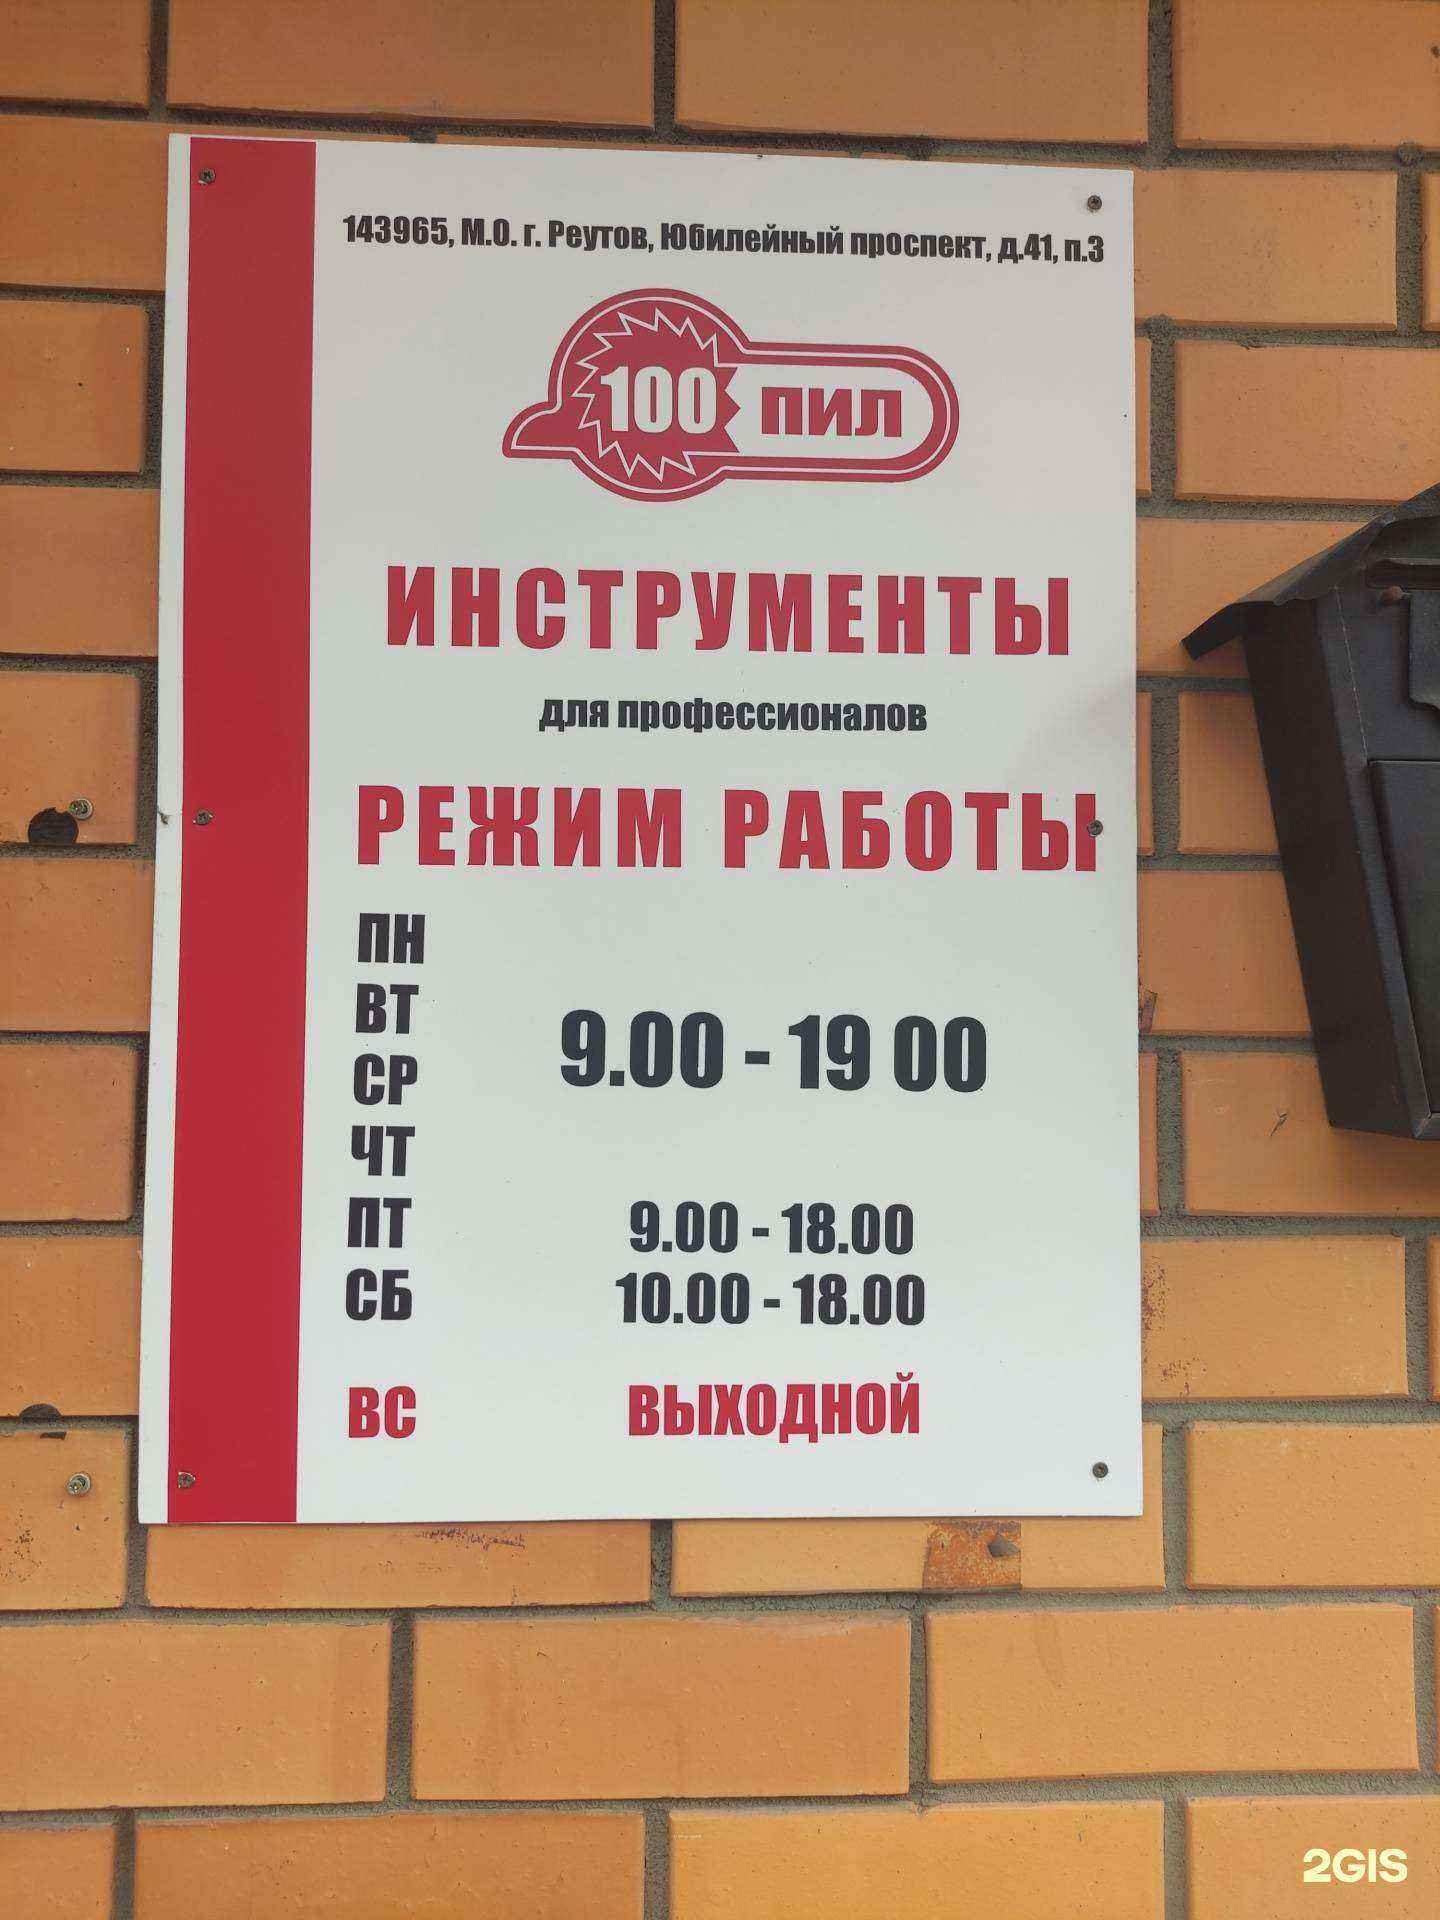 143965, М.О. г. Реутов, Юбилейный проспект, д.41, п.3
100 ПИЛ
ИНСТРУМЕНТЫ
для профессионалов
РЕЖИМ РАБОТЫ
ПН
ВТ
9.00 - 19 00
СР
ЧТ
ПТ 9.00 - 18.00
СБ 10.00 - 18.00
ВС ВЫХОДНОЙ
2GIS